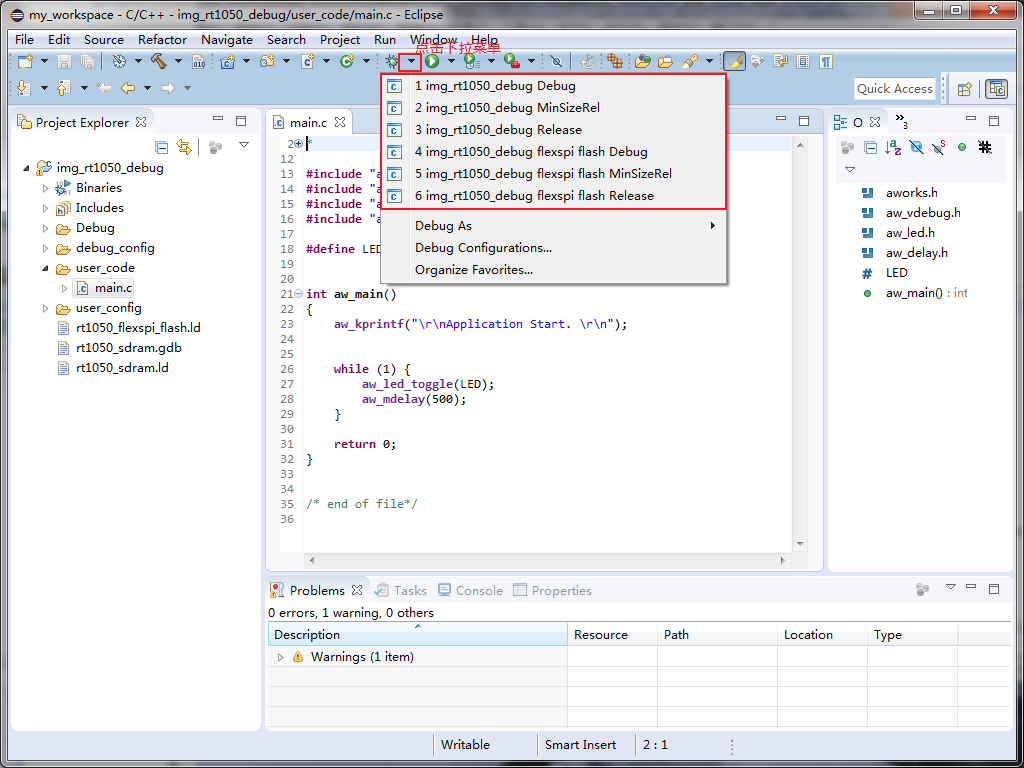 my_workspace - C/C++ - img_rt1050_debug/user_code/main.c - Eclipse
File Edit Source Refactor Navigate Search Project Run Window Help
点击下拉菜单
010
Quick Access
Project Explorer
img_rt1050_debug
Binaries
Includes
Debug
debug_config
user_code
main.c
user_config
rt1050_flexspi_flash.ld
rt1050_sdram.gdb
rt1050_sdram.ld
1 img_rt1050_debug Debug
2 img_rt1050_debug MinSizeRel
3 img_rt1050_debug Release
4 img_rt1050_debug flexspi flash Debug
5 img_rt1050_debug flexspi flash MinSizeRel
6 img_rt1050_debug flexspi flash Release
Debug As
Debug Configurations...
Organize Favorites...
main.c
2 *
12
13 #include "a
14 #include "a
15 #include "a
16 #include "a
17
18 #define LED
19
20
21 int aw_main()
22 {
23 aw_kprintf("\r\nApplication Start. \r\n");
24
25
26 while (1) {
27 aw_led_toggle(LED);
28 aw_mdelay(500);
29 }
30
31 return 0;
32 }
33
34
35 /* end of file*/
36
O
3
aworks.h
aw_vdebug.h
aw_led.h
aw_delay.h
LED
aw_main() : int
Problems Tasks Console Properties
0 errors, 1 warning, 0 others
Description Resource Path Location Type
Warnings (1 item)
Writable Smart Insert 2 : 1